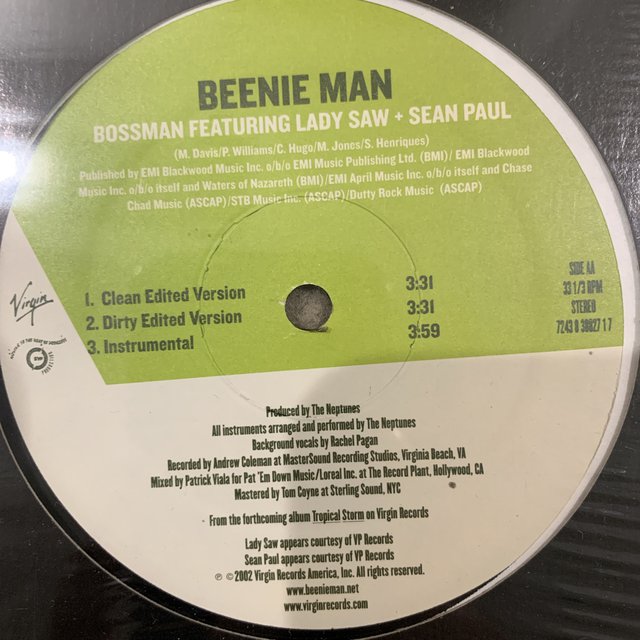 BEENIE MAN
BOSSMAN FEATURING LADY SAW + SEAN PAUL
(M. Davis/P. Williams/C. Hugo/M. Jones/S. Henriques)
Published by EMI Blackwood Music Inc. o/b/o EMI Music Publishing Ltd. (BMI)/ EMI Blackwood
Music Inc. o/b/o itself and Waters of Nazareth (BMI)/EMI April Music Inc. o/b/o itself and Chase
Chad Music (ASCAP)/STB Music Inc. (ASCAP)/Dutty Rock Music (ASCAP)
Virgin
1. Clean Edited Version 3:31
2. Dirty Edited Version 3:31
3. Instrumental 3:59
SIDE AA
33 1/3 RPM
STEREO
7243 8 38827 1 7
Produced by The Neptunes
All instruments arranged and performed by The Neptunes
Background vocals by Rachel Pagan
Recorded by Andrew Coleman at MasterSound Recording Studios, Virginia Beach, VA
Mixed by Patrick Viala for Pat 'Em Down Music/Loreal Inc. at The Record Plant, Hollywood, CA
Mastered by Tom Coyne at Sterling Sound, NYC
From the forthcoming album Tropical Storm on Virgin Records
Lady Saw appears courtesy of VP Records
Sean Paul appears courtesy of VP Records
℗ ©2002 Virgin Records America, Inc. All rights reserved.
www.beenieman.net
www.virginrecords.com